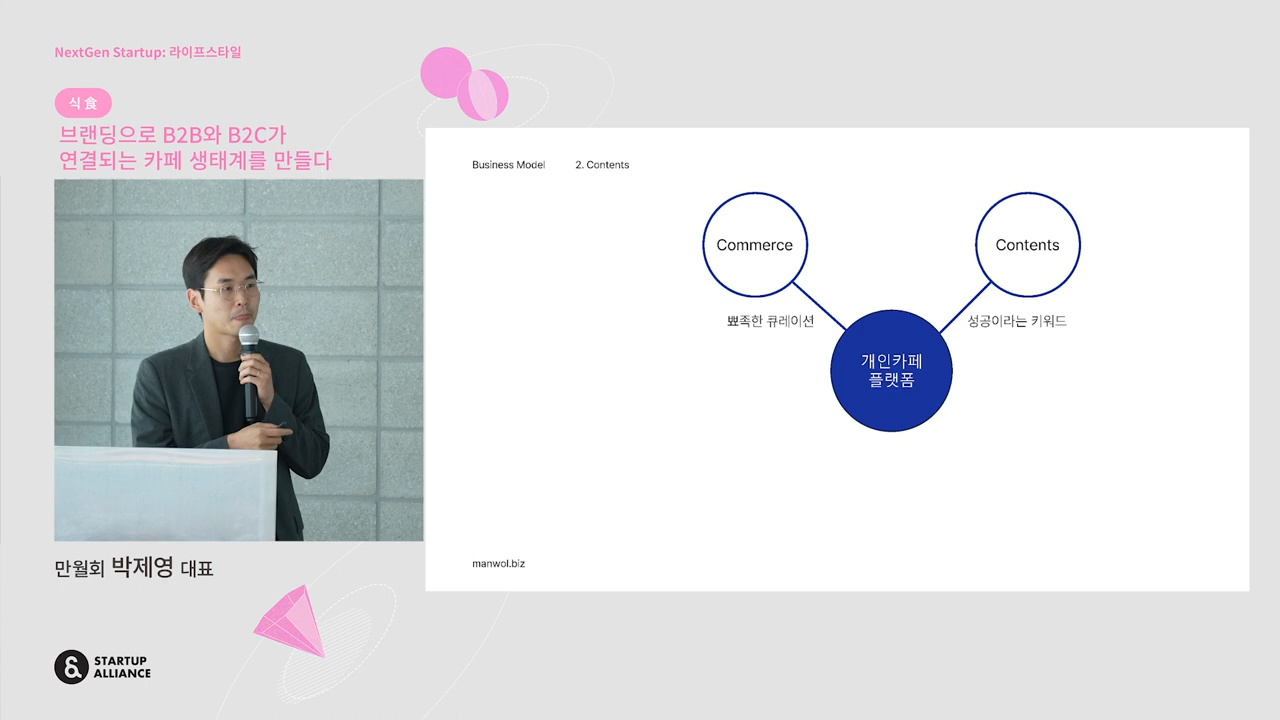 NextGen Startup: 라이프스타일
식 食
브랜딩으로 B2B와 B2C가
연결되는 카페 생태계를 만들다
Business Model
2. Contents
Commerce
Contents
뾰족한 큐레이션
성공이라는 키워드
개인카페
플랫폼
manwol.biz
만월회 박제영 대표
STARTUP
ALLIANCE